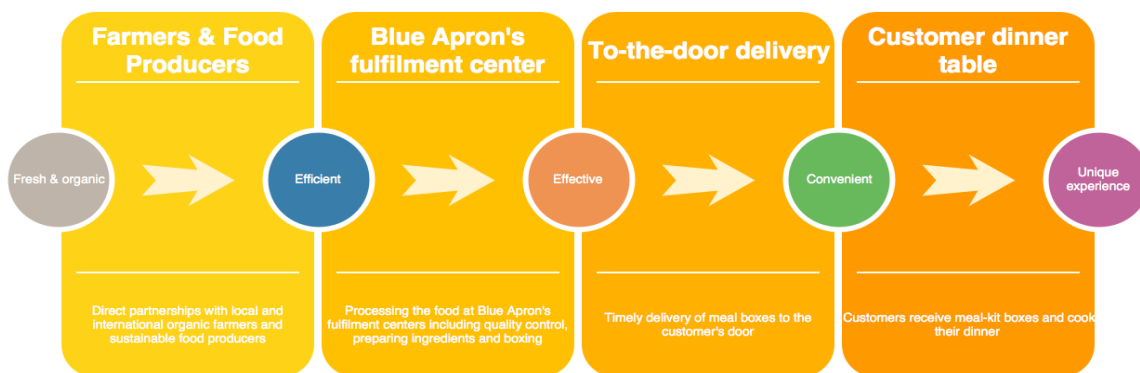 Farmers & Food
Producers
Blue Apron's
fulfilment center
To-the-door delivery
Customer dinner
table
Fresh & organic
Efficient
Effective
Convenient
Unique
experience
Direct partnerships with local and
international organic farmers and
sustainable food producers
Processing the food at Blue Apron's
fulfilment centers including quality control,
preparing ingredients and boxing
Timely delivery of meal boxes to the
customer's door
Customers receive meal-kit boxes and cook
their dinner